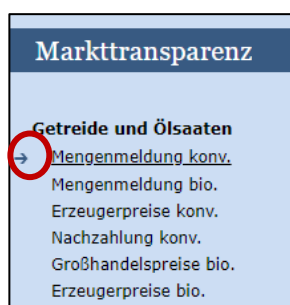 Markttransparenz
Getreide und Ölsaaten
Mengenmeldung konv.
Mengenmeldung bio.
Erzeugerpreise konv.
Nachzahlung konv.
Großhandelspreise bio.
Erzeugerpreise bio.